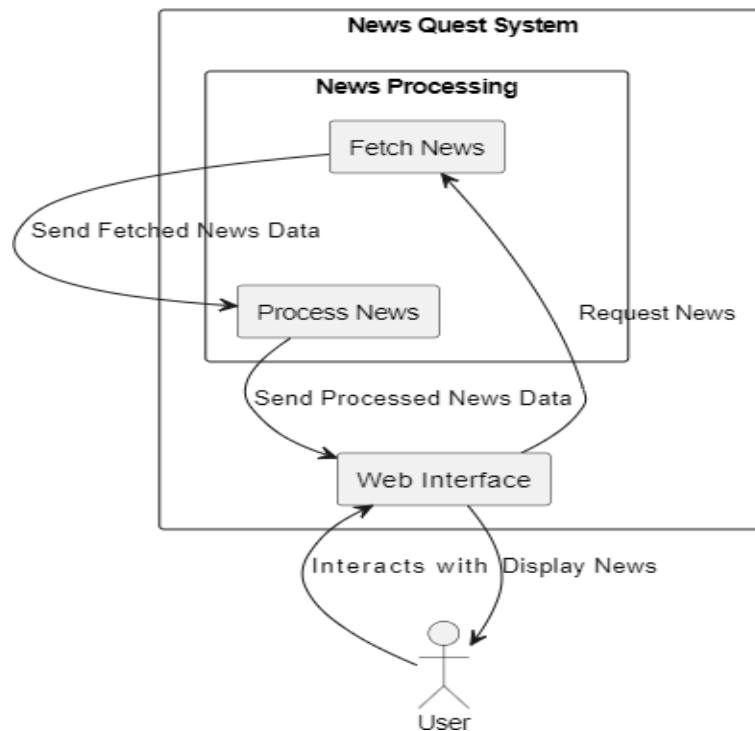 News Quest System
News Processing
Fetch News
Send Fetched News Data
Process News
Request News
Send Processed News Data
Web Interface
Interacts with
Display News
User